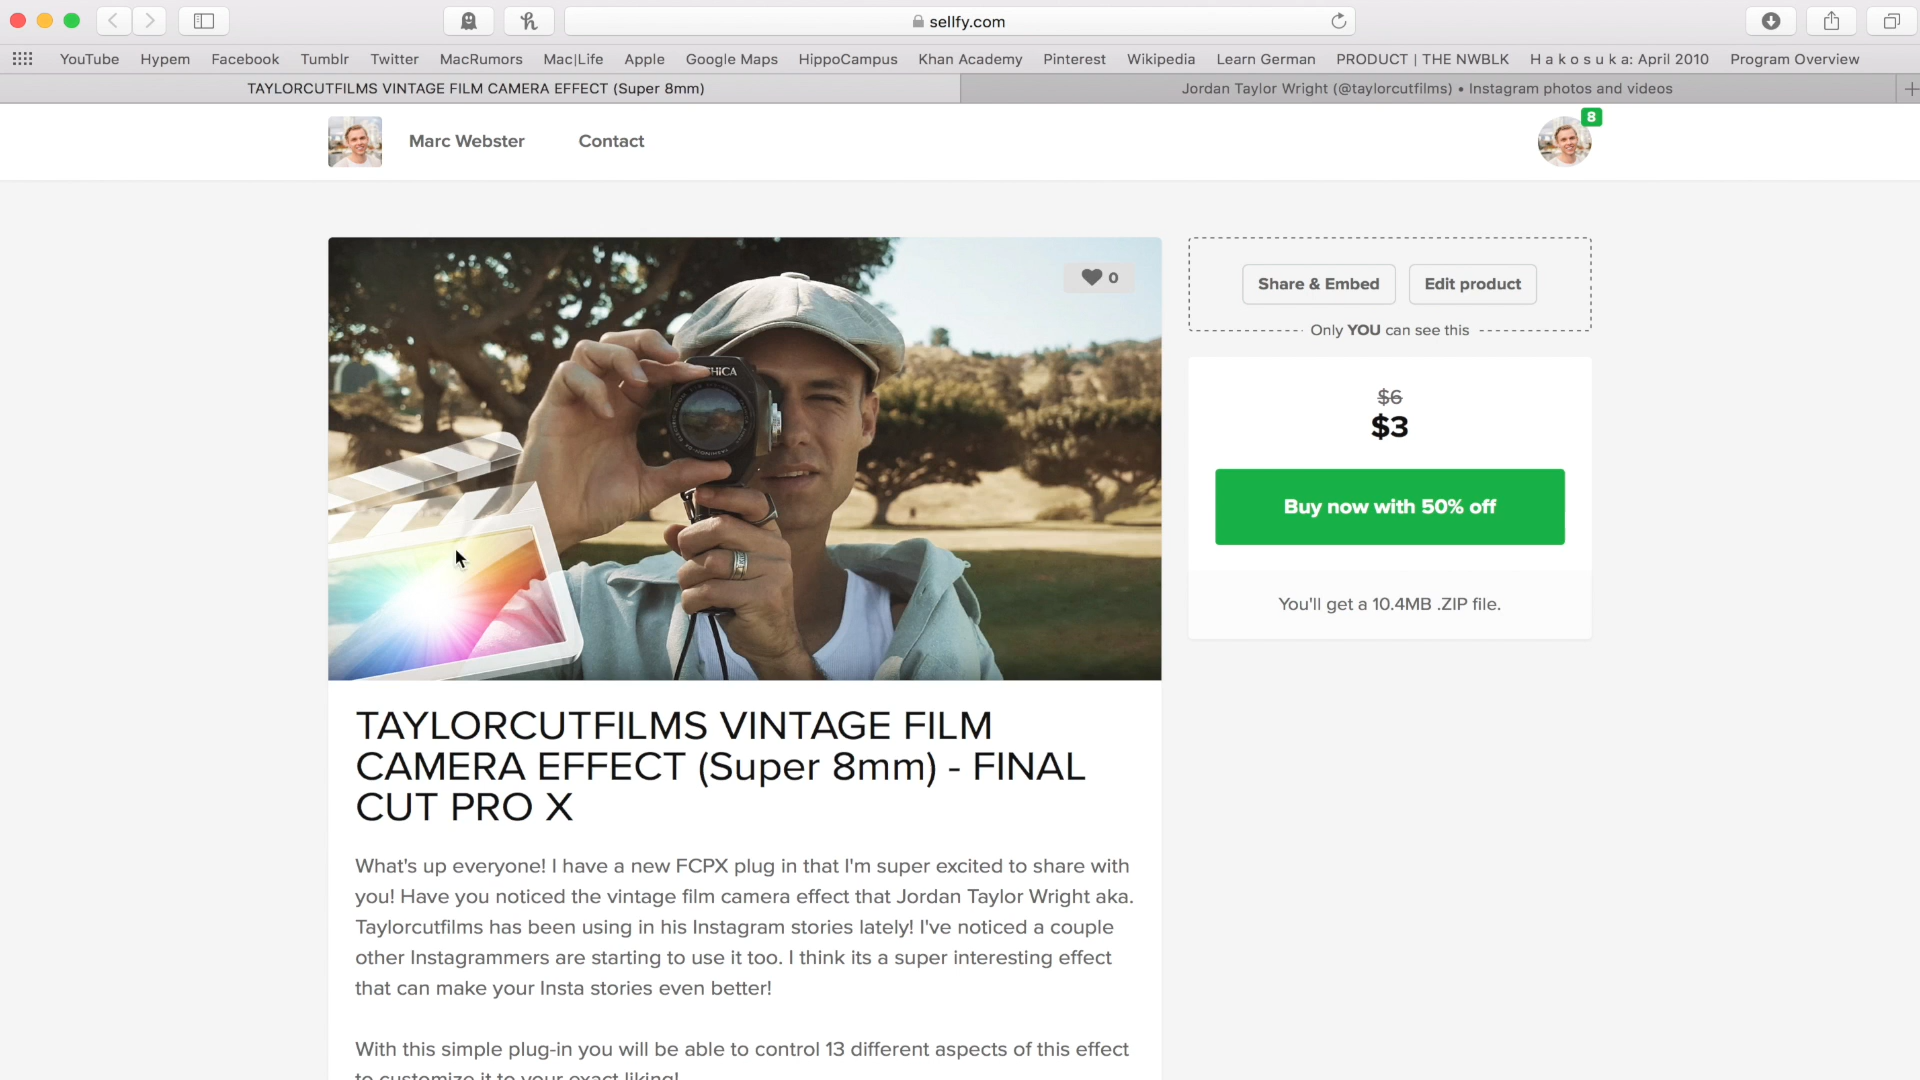 sellfy.com
YouTube Hypem Facebook Tumblr Twitter MacRumors Mac|Life Apple Google Maps HippoCampus Khan Academy Pinterest Wikipedia Learn German PRODUCT | THE NWBLK H a k o s u k a: April 2010 Program Overview
TAYLORCUTFILMS VINTAGE FILM CAMERA EFFECT (Super 8mm) Jordan Taylor Wright (@taylorcutfilms) • Instagram photos and videos
Marc Webster Contact 8
0
HICA
Share & Embed Edit product
Only YOU can see this
$6
$3
Buy now with 50% off
You'll get a 10.4MB .ZIP file.
TAYLORCUTFILMS VINTAGE FILM
CAMERA EFFECT (Super 8mm) - FINAL
CUT PRO X
What's up everyone! I have a new FCPX plug in that I'm super excited to share with
you! Have you noticed the vintage film camera effect that Jordan Taylor Wright aka.
Taylorcutfilms has been using in his Instagram stories lately! I've noticed a couple
other Instagrammers are starting to use it too. I think its a super interesting effect
that can make your Insta stories even better!
With this simple plug-in you will be able to control 13 different aspects of this effect
to customize it to your exact liking!